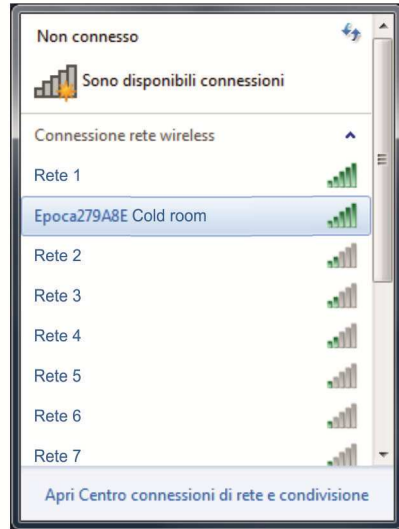 Non connesso
Sono disponibili connessioni
Connessione rete wireless
Rete 1
Epoca279A8E Cold room
Rete 2
Rete 3
Rete 4
Rete 5
Rete 6
Rete 7
Apri Centro connessioni di rete e condivisione